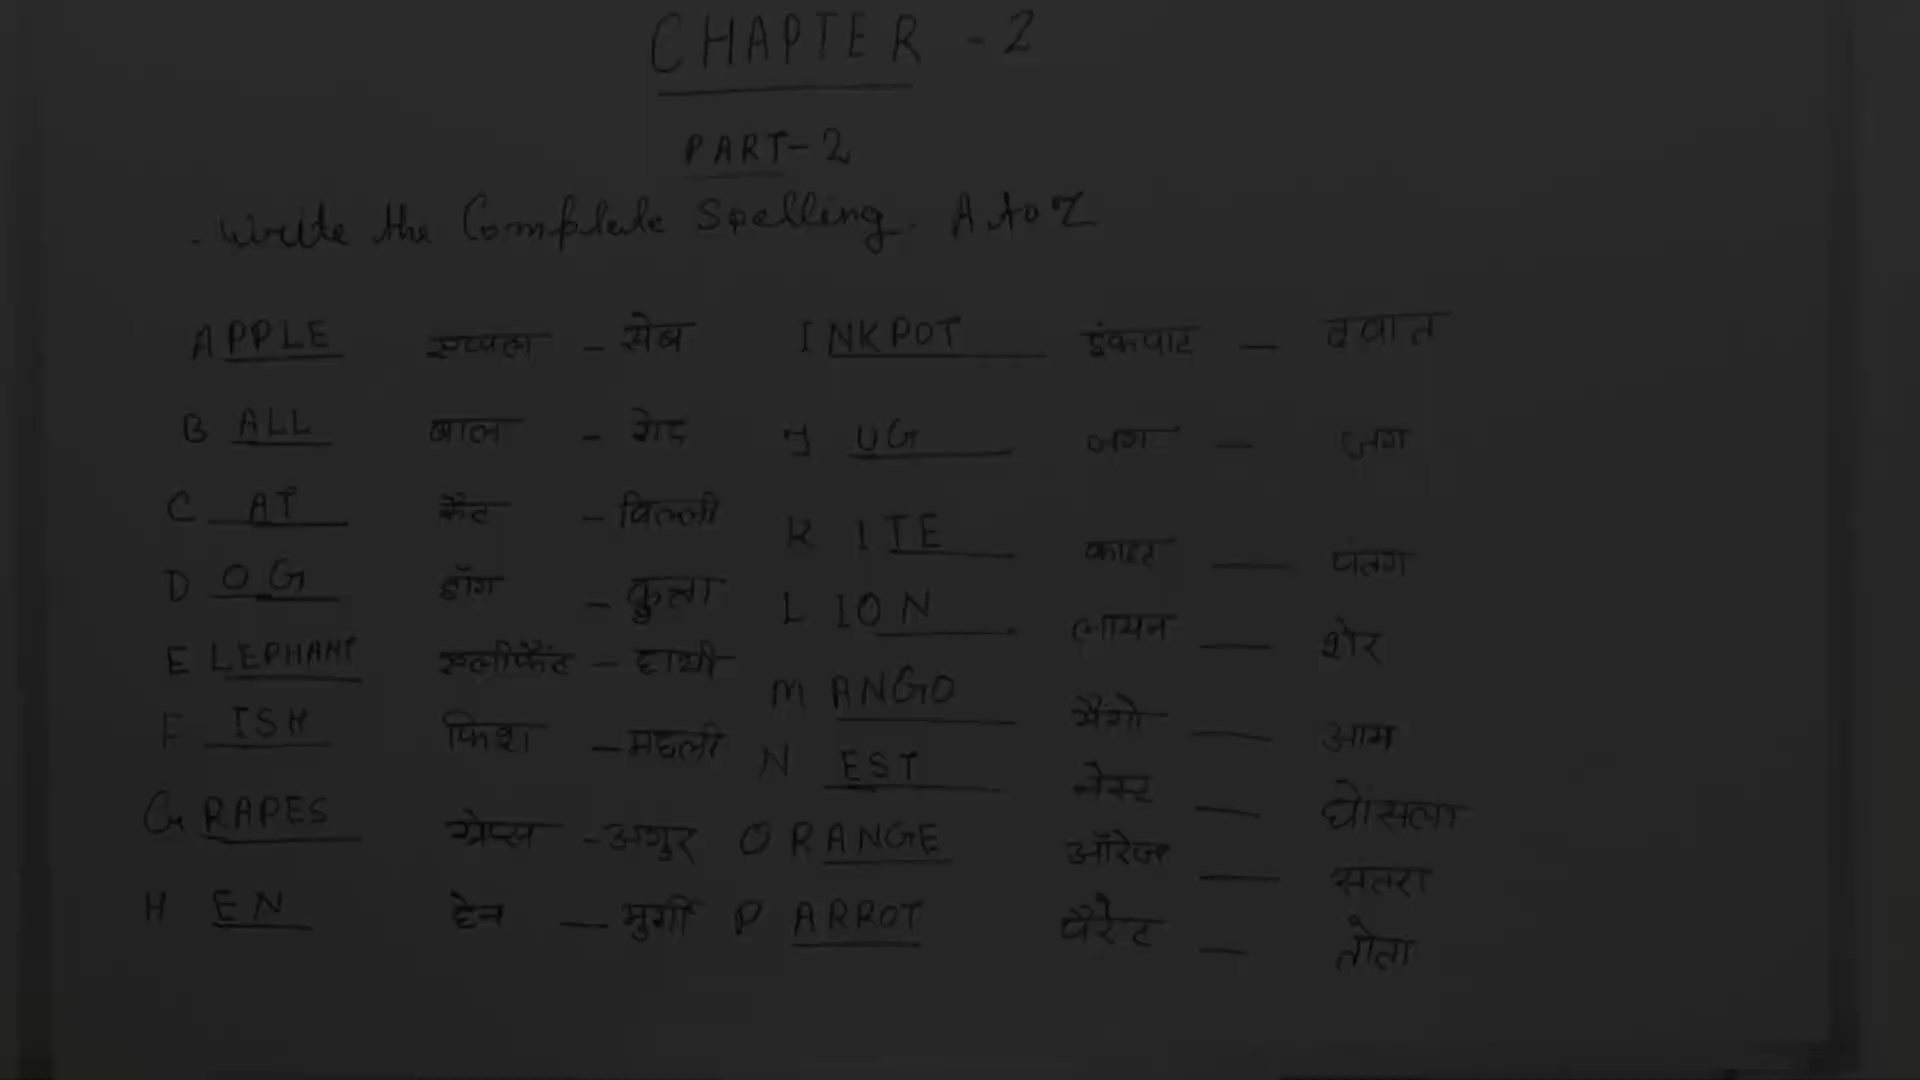 CHAPTER - 2
PART-2
. Write the Complete Spelling. A to Z
APPLE एप्पल - सेब INKPOT इंकपाट - दवात
B ALL बाल - गेद J UG जग - जग
C AT कैट - बिल्ली K ITE काइट - पतंग
D OG डॉग - कुत्ता L ION लायन - शेर
E LEPHANT एलीफैंट - हाथी M ANGO मैंगो - आम
F ISH फिश - मछली N EST नेस्ट - घोसला
G RAPES ग्रेप्स - अगुर O RANGE ऑरेंज - सतरा
H EN हेन - मुर्गी P ARROT पैरेट - तोता